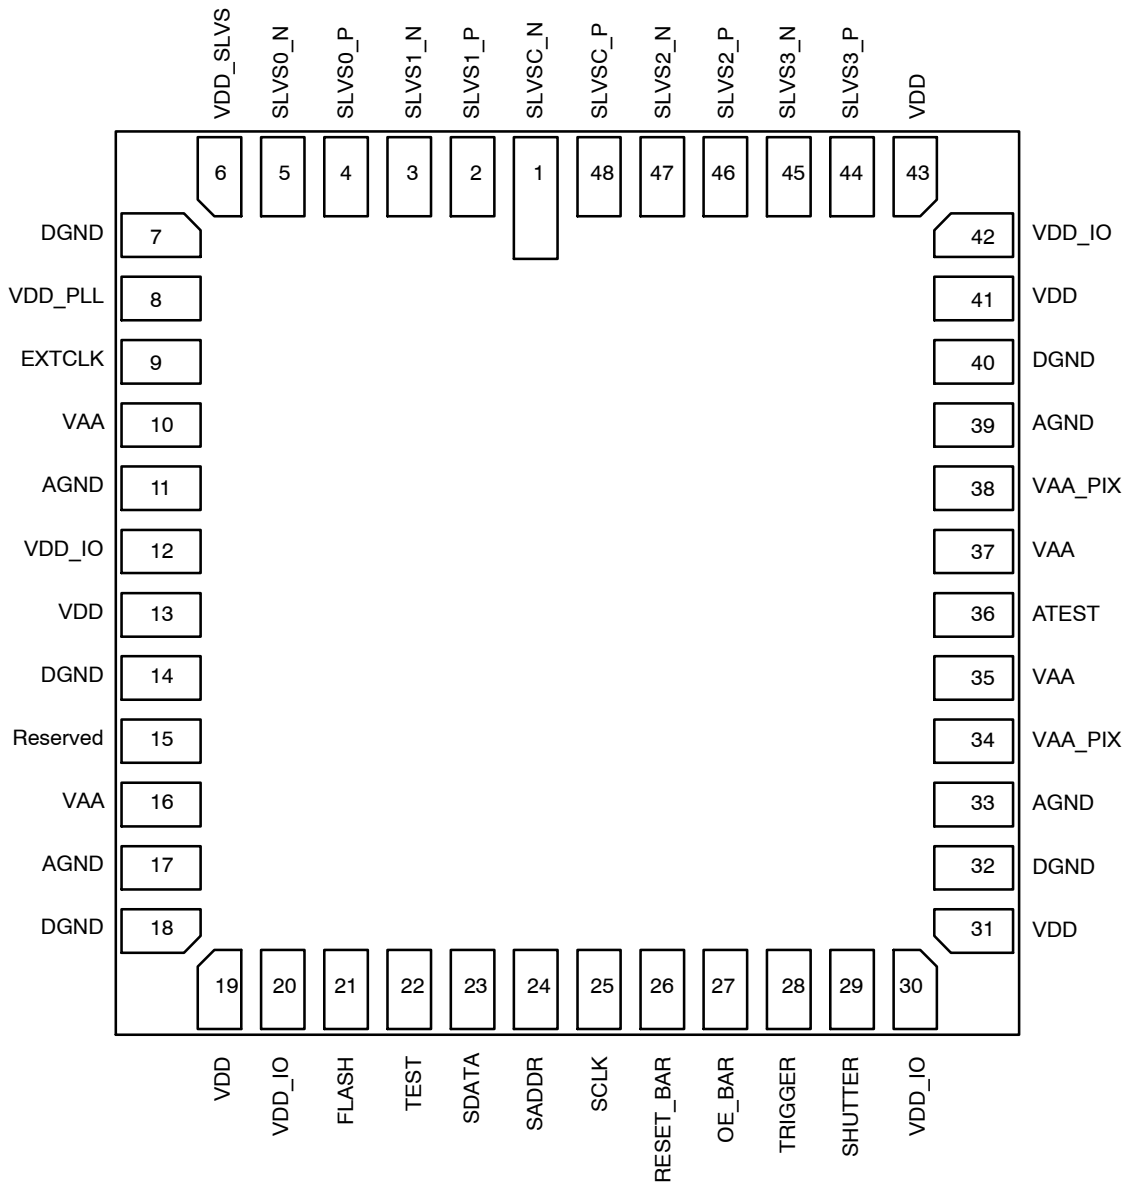 VDD_SLVS
SLVS0_N
SLVS0_P
SLVS1_N
SLVS1_P
SLVSC_N
SLVSC_P
SLVS2_N
SLVS2_P
SLVS3_N
SLVS3_P
VDD
6 5 4 3 2 1 48 47 46 45 44 43
DGND 7 42 VDD_IO
VDD_PLL 8 41 VDD
EXTCLK 9 40 DGND
VAA 10 39 AGND
AGND 11 38 VAA_PIX
VDD_IO 12 37 VAA
VDD 13 36 ATEST
DGND 14 35 VAA
Reserved 15 34 VAA_PIX
VAA 16 33 AGND
AGND 17 32 DGND
DGND 18 31 VDD
19 20 21 22 23 24 25 26 27 28 29 30
VDD
VDD_IO
FLASH
TEST
SDATA
SADDR
SCLK
RESET_BAR
OE_BAR
TRIGGER
SHUTTER
VDD_IO